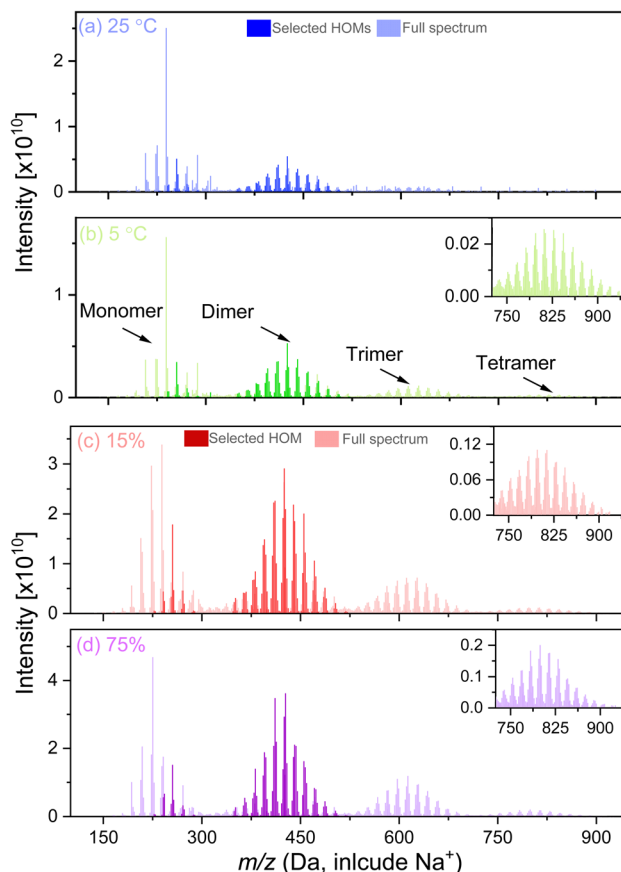 (a) 25 °C
Selected HOMs
Full spectrum
2
1
0
Intensity [x10¹⁰]
(b) 5 °C
1
0
Monomer
Dimer
Trimer
Tetramer
0.02
0.00
750 825 900
(c) 15%
Selected HOM
Full spectrum
3
2
1
0
0.12
0.06
0.00
750 825 900
Intensity [x10¹⁰]
(d) 75%
4
2
0
0.2
0.1
0.0
750 825 900
150 300 450 600 750 900
m/z (Da, inlcude Na⁺)